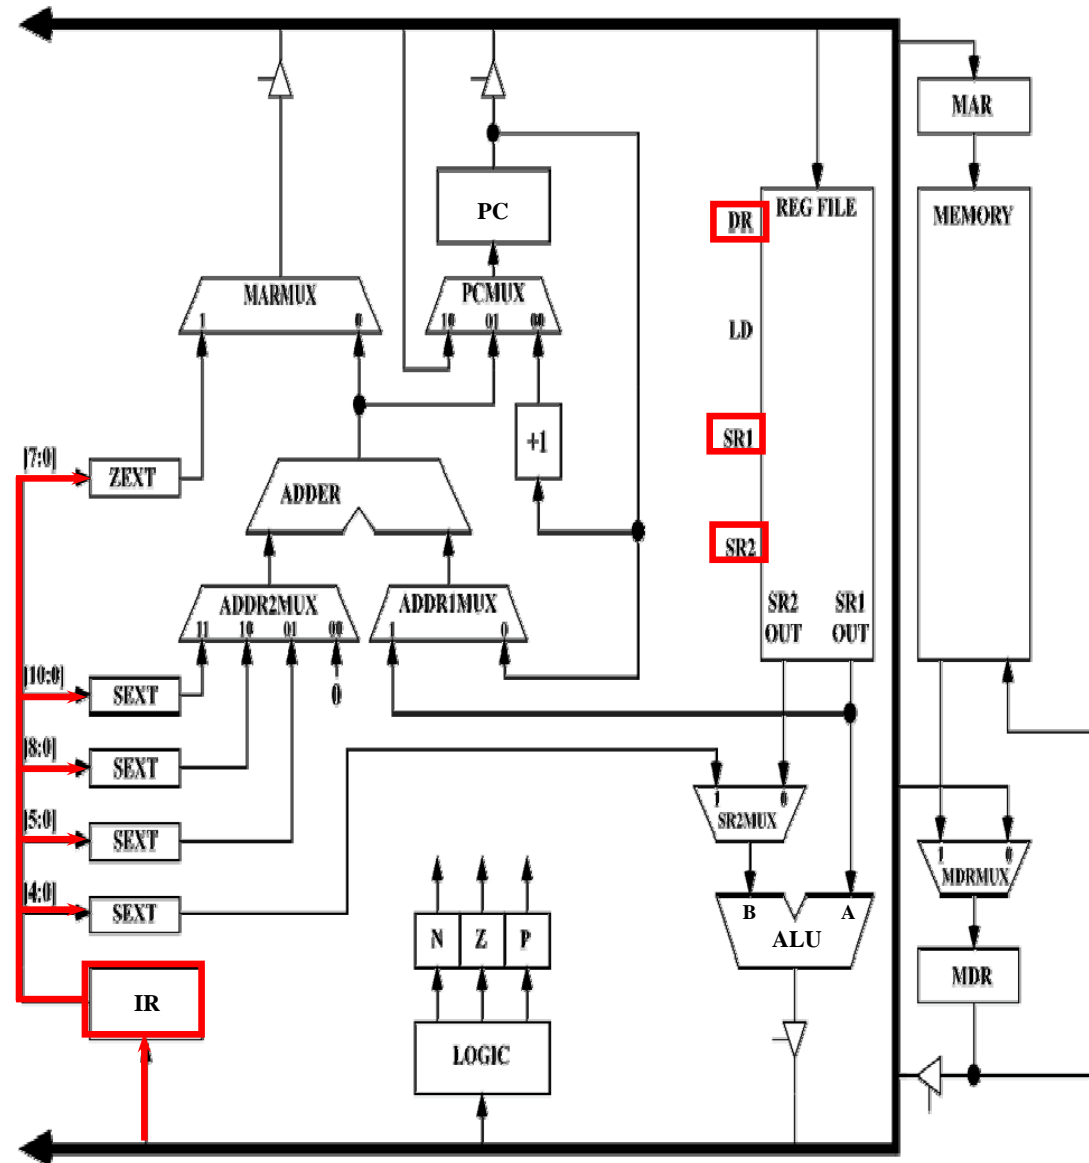 MAR
PC
REG FILE
MEMORY
DR
MARMUX
1 0
PCMUX
10 01 00
LD
+1
SR1
[7:0]
ZEXT
ADDER
SR2
ADDR2MUX
11 10 01 00
ADDR1MUX
1 0
SR2 OUT
SR1 OUT
[10:0]
SEXT
0
[8:0]
SEXT
1 0
SR2MUX
[5:0]
SEXT
1 0
MDRMUX
[4:0]
SEXT
B A
ALU
N Z P
MDR
IR
LOGIC